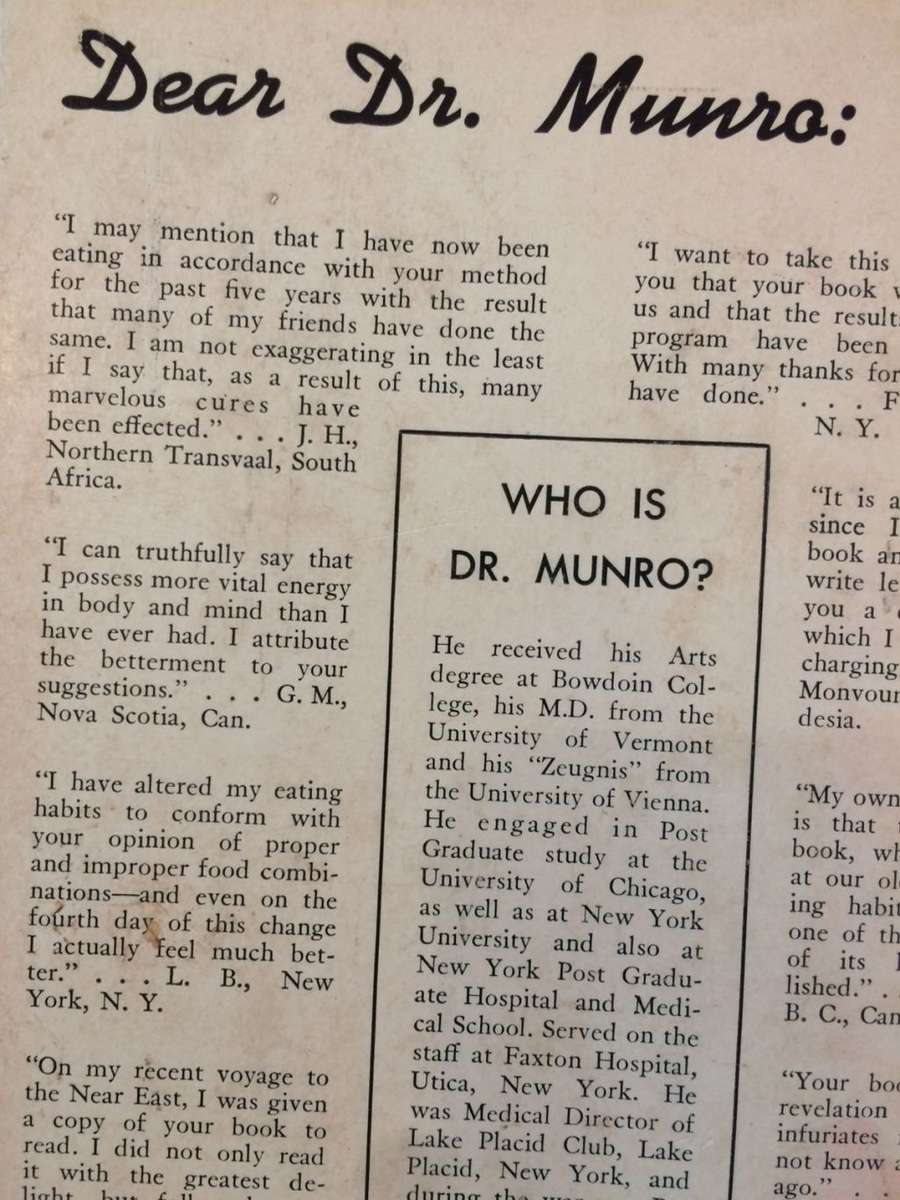 Dear Dr. Munro:
“I may mention that I have now been
eating in accordance with your method
for the past five years with the result
that many of my friends have done the
same. I am not exaggerating in the least
if I say that, as a result of this, many
marvelous cures have
been effected.” . . . J. H.,
Northern Transvaal, South
Africa.
“I can truthfully say that
I possess more vital energy
in body and mind than I
have ever had. I attribute
the betterment to your
suggestions.” . . . G. M.,
Nova Scotia, Can.
“I have altered my eating
habits to conform with
your opinion of proper
and improper food combi-
nations—and even on the
fourth day of this change
I actually feel much bet-
ter.” . . . L. B., New
York, N. Y.
“On my recent voyage to
the Near East, I was given
a copy of your book to
read. I did not only read
it with the greatest de-
WHO IS
DR. MUNRO?
He received his Arts
degree at Bowdoin Col-
lege, his M.D. from the
University of Vermont
and his “Zeugnis” from
the University of Vienna.
He engaged in Post
Graduate study at the
University of Chicago,
as well as at New York
University and also at
New York Post Gradu-
ate Hospital and Medi-
cal School. Served on the
staff at Faxton Hospital,
Utica, New York. He
was Medical Director of
Lake Placid Club, Lake
Placid, New York, and
during the
“I want to take this
you that your book
us and that the result
program have been
With many thanks for
have done.” . . . F
N. Y.
“It is a
since I
book an
write le
you a
which I
charging
Monvour
desia.
“My own
is that
book, wh
at our ol
ing habit
one of th
of its
lished.” .
B. C., Can
“Your boo
revelation
infuriates
not know a
ago.” . .